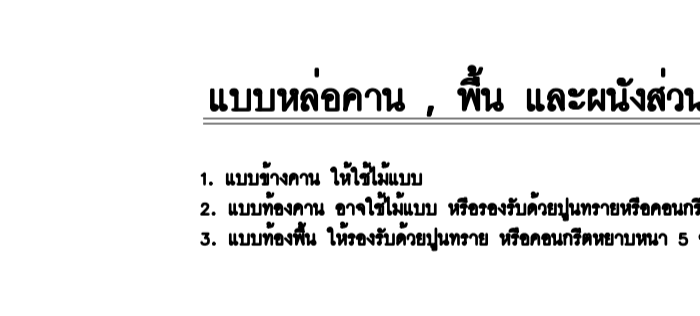 แบบหล่อคาน , พื้น และผนังส่วน
1. แบบข้างคาน ให้ใช้ไม้แบบ
2. แบบท้องคาน อาจใช้ไม้แบบ หรือรองรับด้วยปูนทรายหรือคอนกรี
3. แบบท้องพื้น ให้รองรับด้วยปูนทราย หรือคอนกรีตหยาบหนา 5